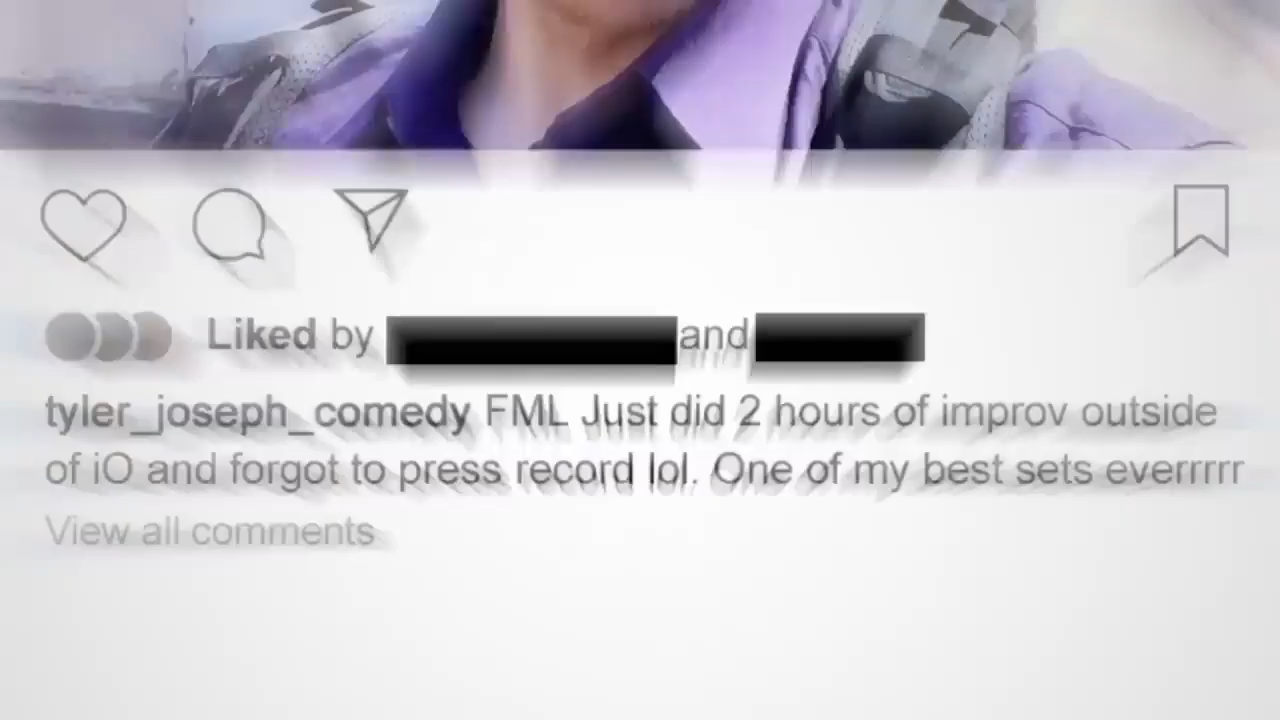 Liked by and
tyler_joseph_comedy FML Just did 2 hours of improv outside
of iO and forgot to press record lol. One of my best sets everrrrr
View all comments